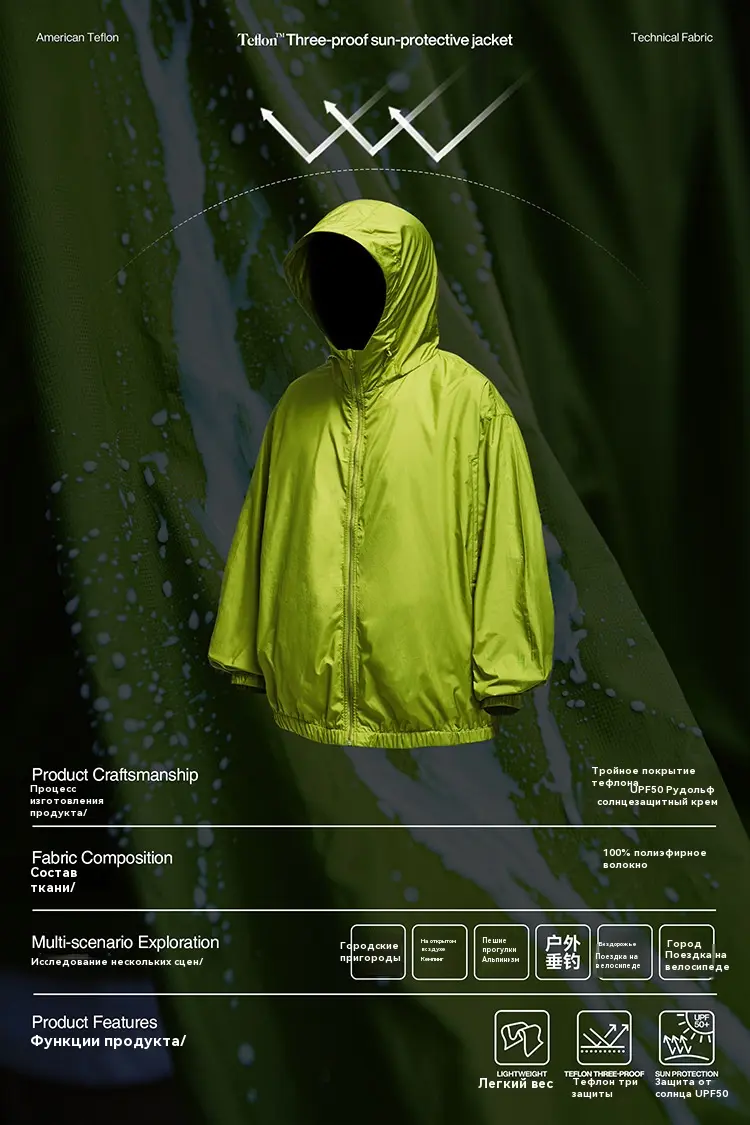 American Teflon
Teflon™ Three-proof sun-protective jacket
Technical Fabric
Product Craftsmanship
Процесс
изготовления
продукта/
Тройное покрытие
тефлона
UPF50 Рудольф
солнцезащитный крем
Fabric Composition
Состав
ткани/
100% полиэфирное
волокно
Multi-scenario Exploration
Исследование нескольких сцен/
Городские
пригороды
На открытом
воздухе
Кемпинг
Пешие
прогулки
Альпинизм
户外
垂钓
Бездорожье
Поездка на
велосипеде
Город
Поездка на
велосипеде
Product Features
Функции продукта/
UPF
50+
LIGHTWEIGHT
Легкий вес
TEFLON THREE-PROOF
Тефлон три
защиты
SUN PROTECTION
Защита от
солнца UPF50